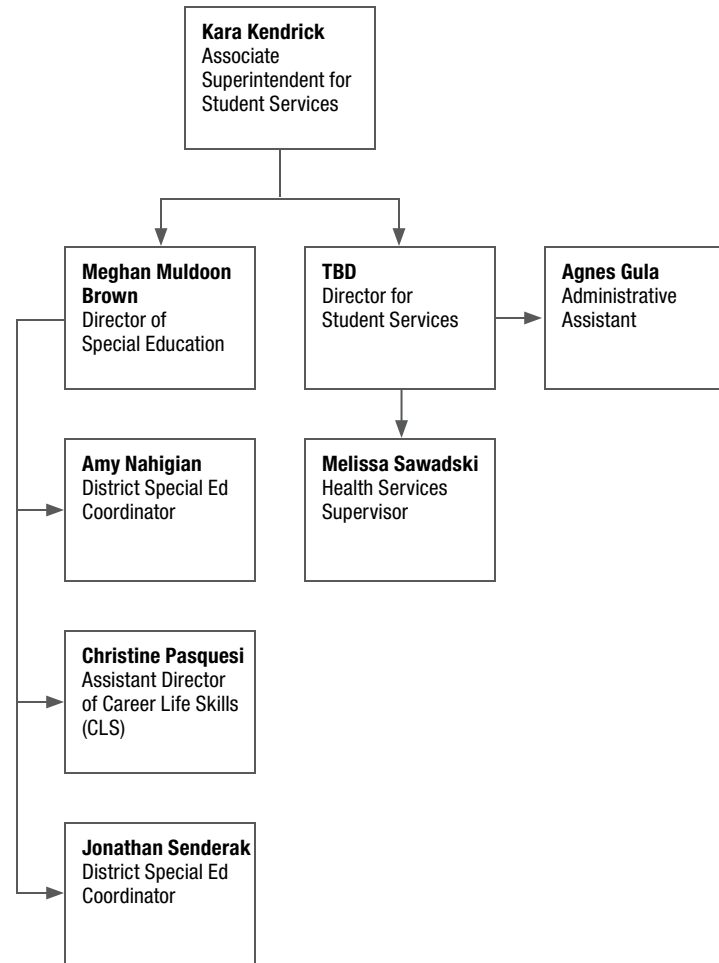 Kara Kendrick
Associate
Superintendent for
Student Services
Meghan Muldoon
Brown
Director of
Special Education
TBD
Director for
Student Services
Agnes Gula
Administrative
Assistant
Amy Nahigian
District Special Ed
Coordinator
Melissa Sawadski
Health Services
Supervisor
Christine Pasquesi
Assistant Director
of Career Life Skills
(CLS)
Jonathan Senderak
District Special Ed
Coordinator